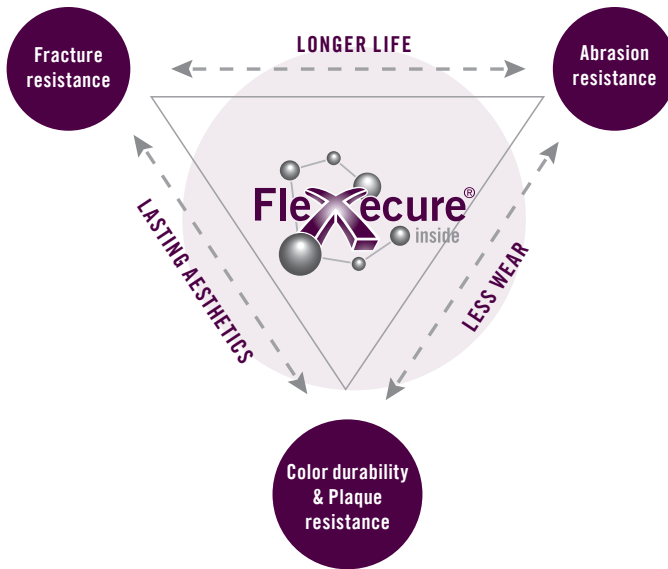 Fracture
resistance
LONGER LIFE
Abrasion
resistance
FleXecure®
inside
LASTING AESTHETICS
LESS WEAR
Color durability
& Plaque
resistance